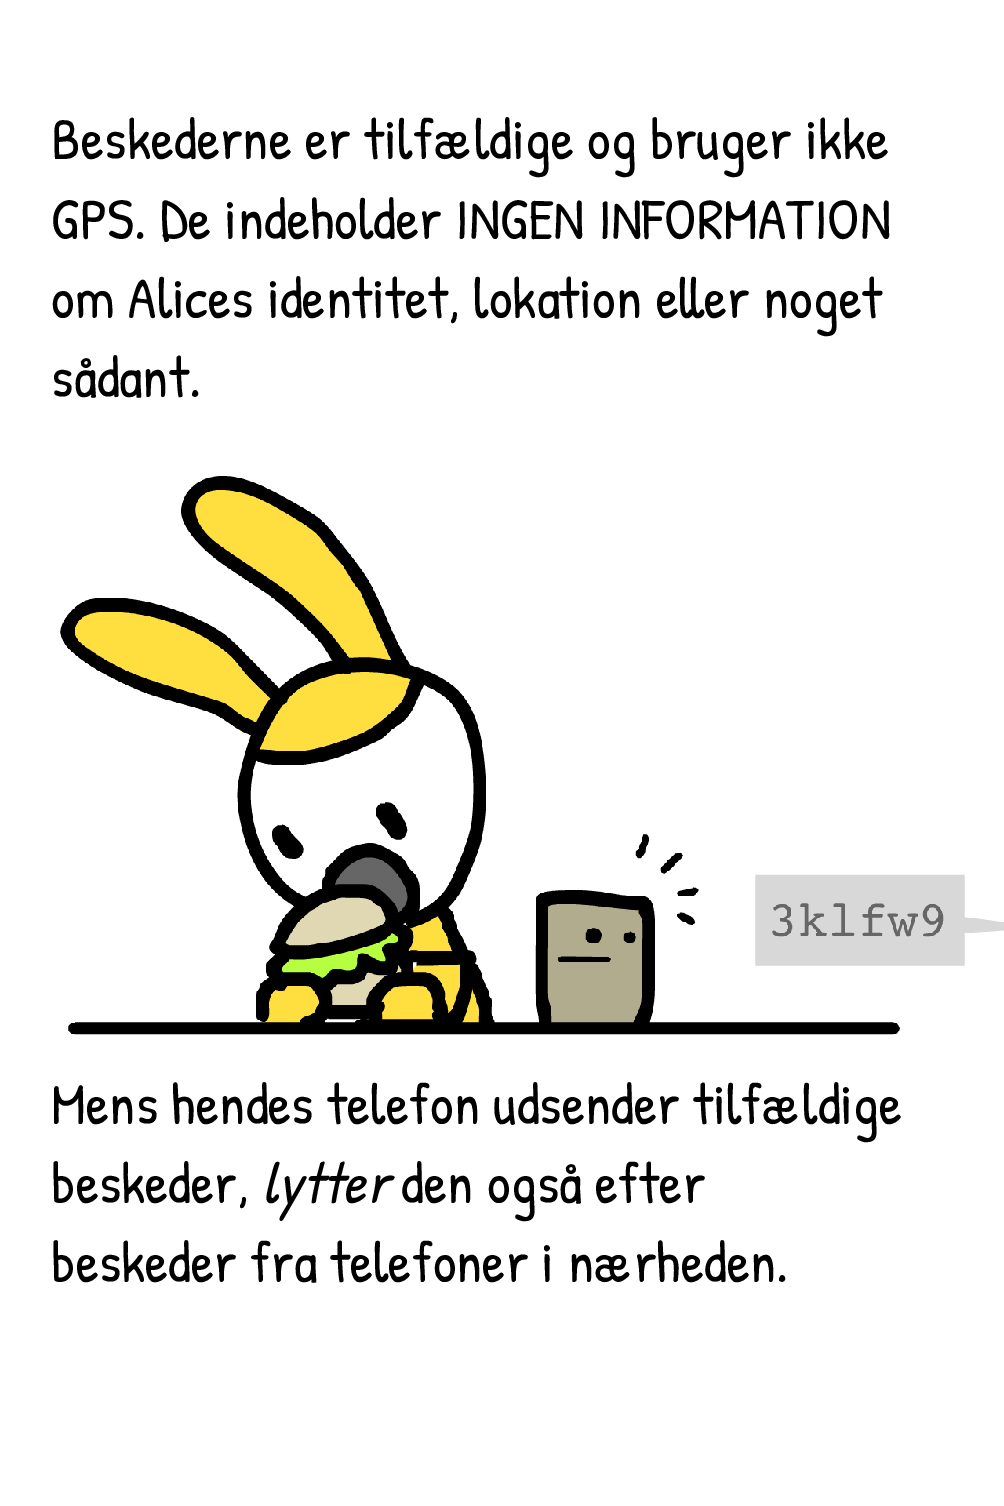 Beskederne er tilfældige og bruger ikke
GPS. De indeholder INGEN INFORMATION
om Alices identitet, lokation eller noget
sådant.
3klfw9
Mens hendes telefon udsender tilfældige
beskeder, lytter den også efter
beskeder fra telefoner i nærheden.